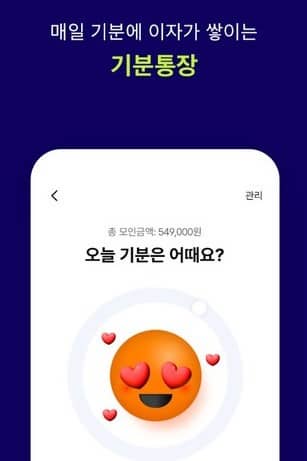 매일 기분에 이자가 쌓이는
기분통장
관리
총 모인금액: 549,000원
오늘 기분은 어때요?